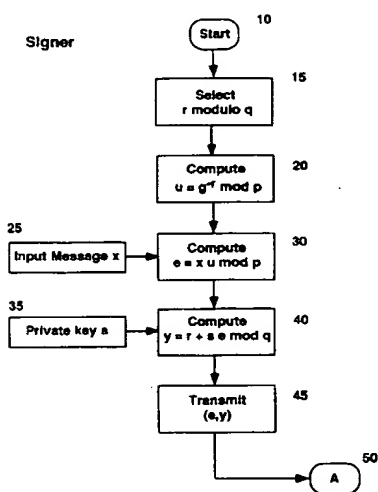 10
Signer
Start
15
Select
r modulo q
20
Compute
u = g⁻ʳ mod p
25
Input Message x
30
Compute
e = x u mod p
35
Private key s
40
Compute
y = r + s e mod q
45
Transmit
(e,y)
50
A